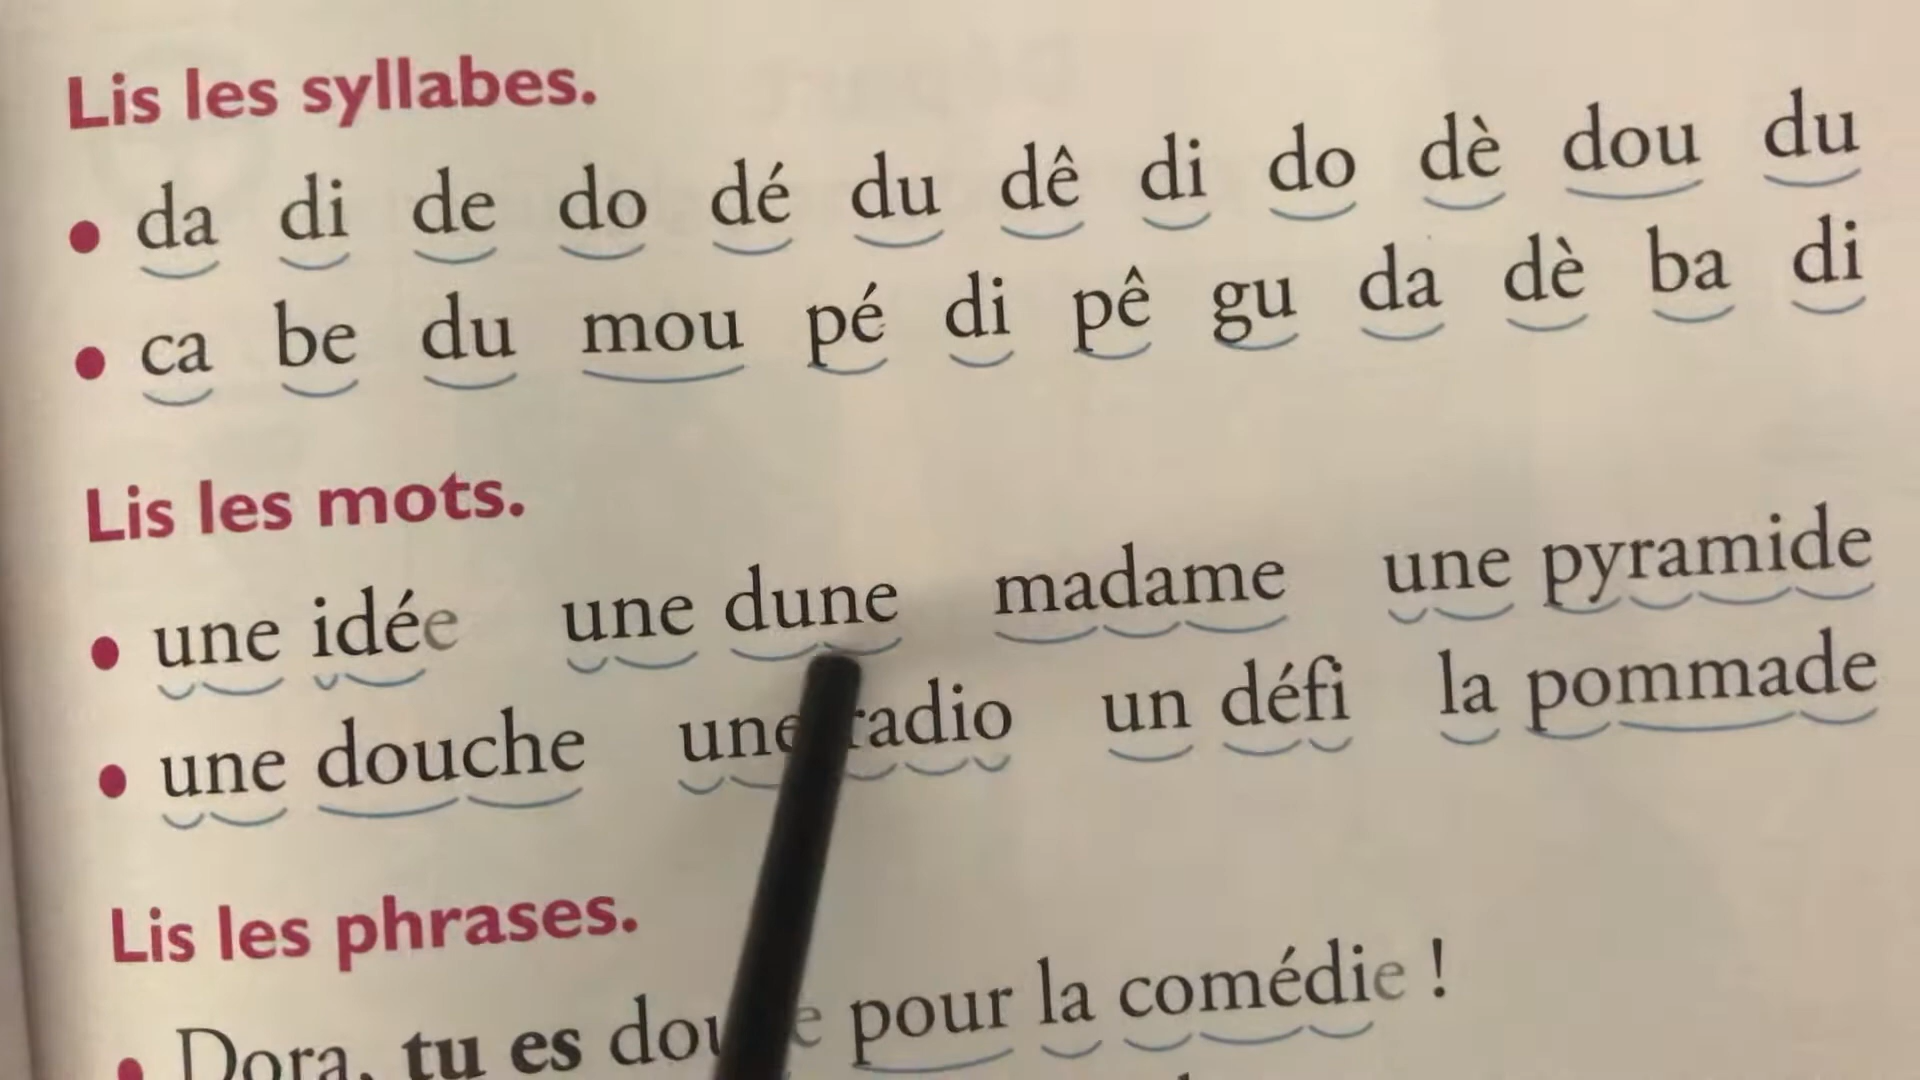 Lis les syllabes.
• da di de do dé du dê di do dè dou du
• ca be du mou pé di pê gu da dè ba di
Lis les mots.
• une idée une dune madame une pyramide
• une douche une radio un défi la pommade
Lis les phrases.
• Dora, tu es pour la comédie !